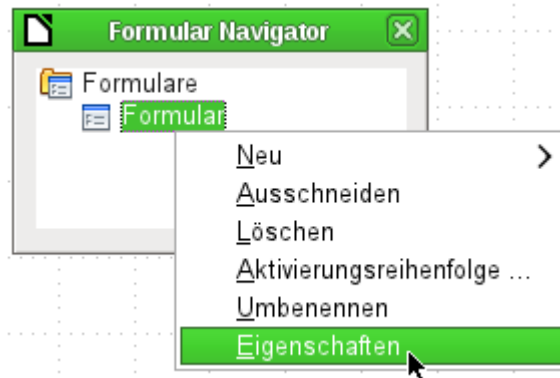 Formular Navigator
Formulare
Formular
Neu
Ausschneiden
Löschen
Aktivierungsreihenfolge ...
Umbenennen
Eigenschaften